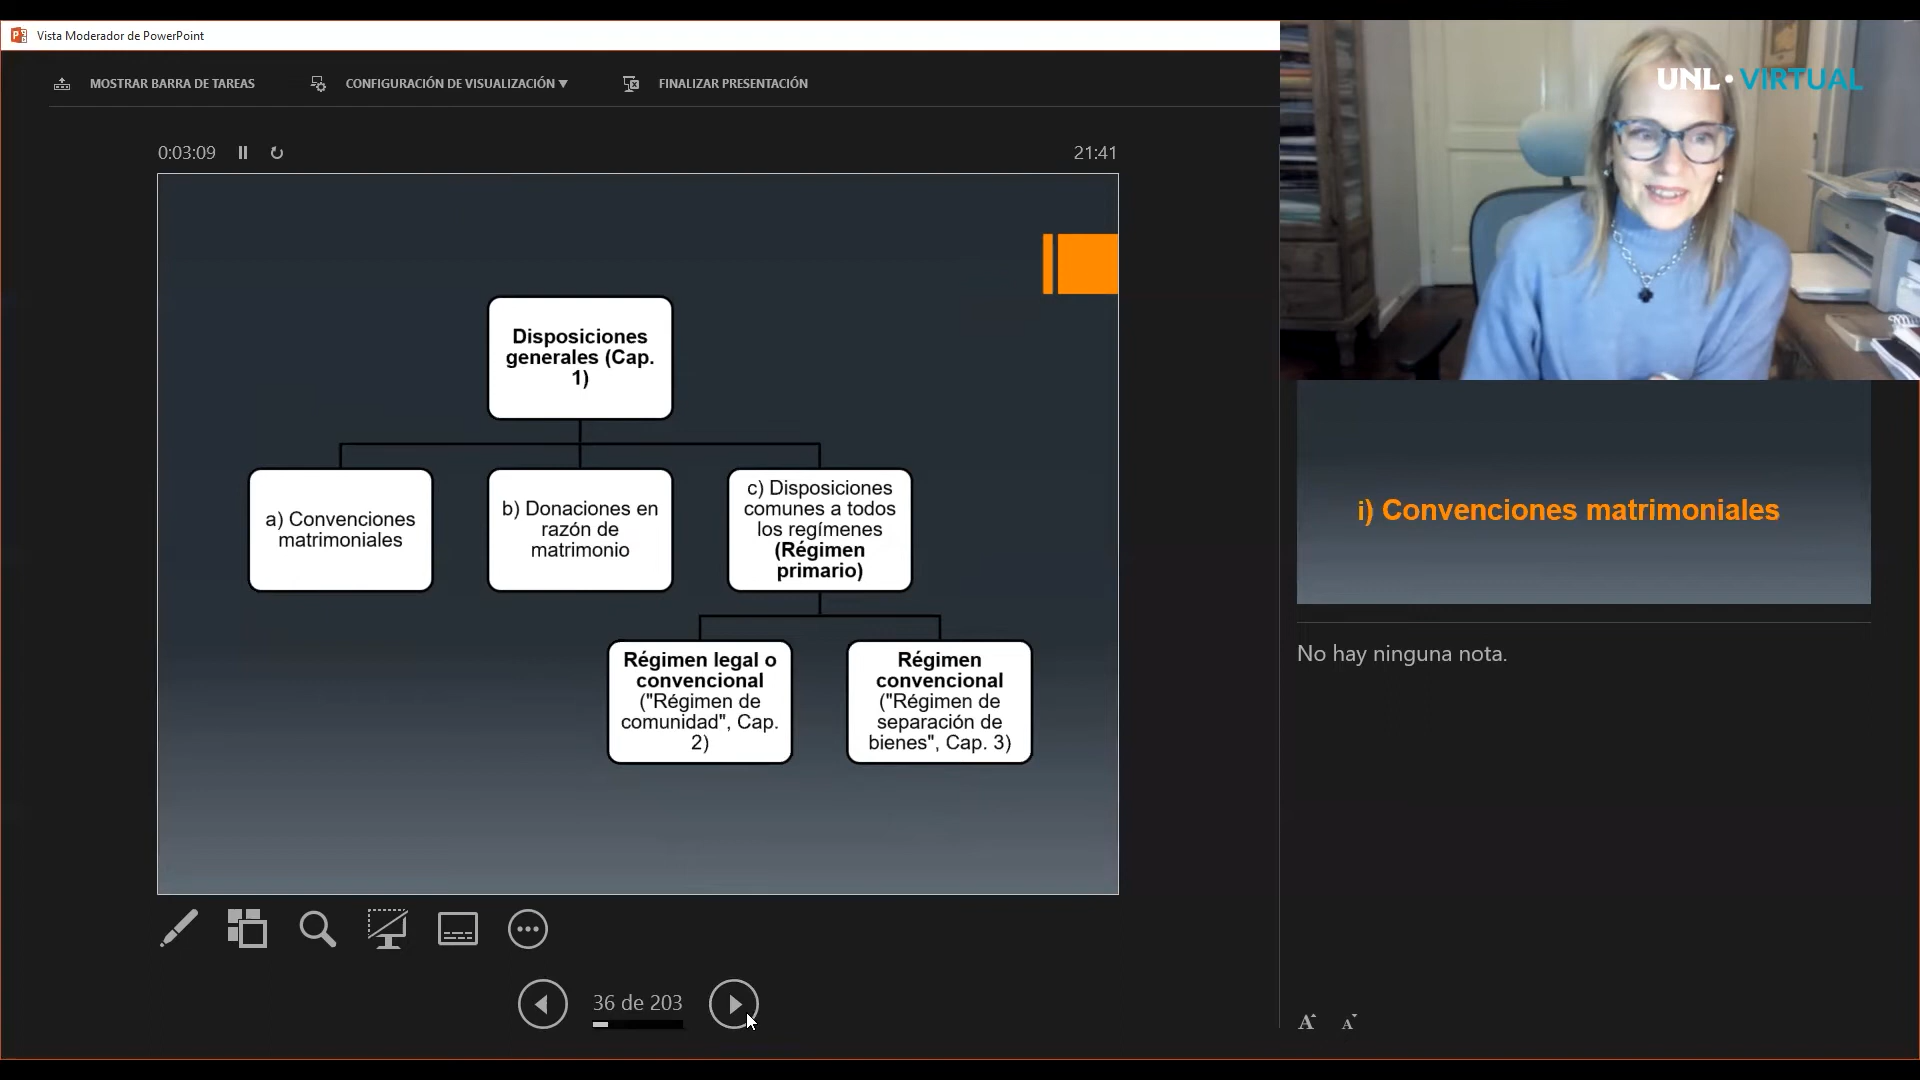 Vista Moderador de PowerPoint
MOSTRAR BARRA DE TAREAS
CONFIGURACIÓN DE VISUALIZACIÓN ▼
FINALIZAR PRESENTACIÓN
UNL • VIRTUAL
0:03:09
21:41
Disposiciones
generales (Cap.
1)
a) Convenciones
matrimoniales
b) Donaciones en
razón de
matrimonio
c) Disposiciones
comunes a todos
los regímenes
(Régimen
primario)
Régimen legal o
convencional
("Régimen de
comunidad", Cap.
2)
Régimen
convencional
("Régimen de
separación de
bienes", Cap. 3)
i) Convenciones matrimoniales
No hay ninguna nota.
36 de 203
A A